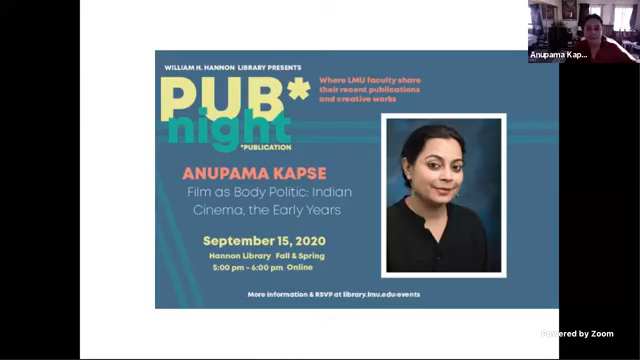 WILLIAM H. HANNON LIBRARY PRESENTS
PUB*
night
*PUBLICATION
Where LMU faculty share
their recent publications
and creative works
ANUPAMA KAPSE
Film as Body Politic: Indian
Cinema, the Early Years
September 15, 2020
Hannon Library Fall & Spring
5:00 pm - 6:00 pm Online
More information & RSVP at library.lmu.edu/events
Anupama Kap...
Powered by Zoom